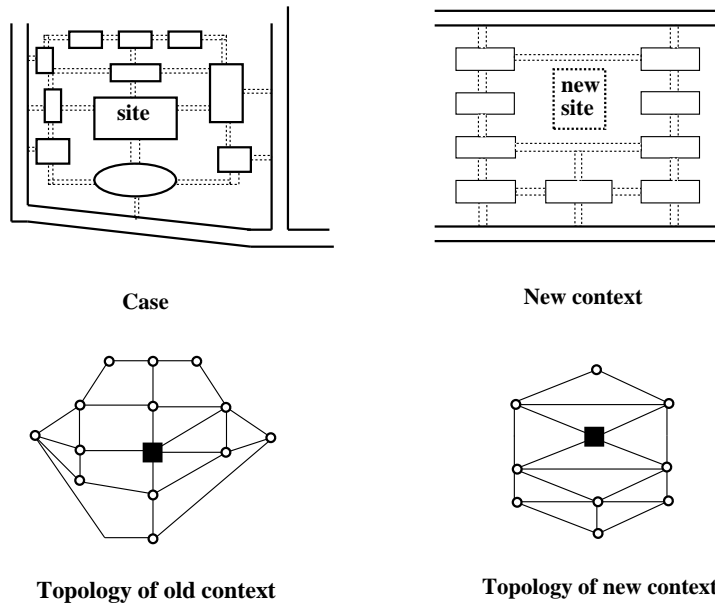 site
new
site
Case
New context
Topology of old context
Topology of new context